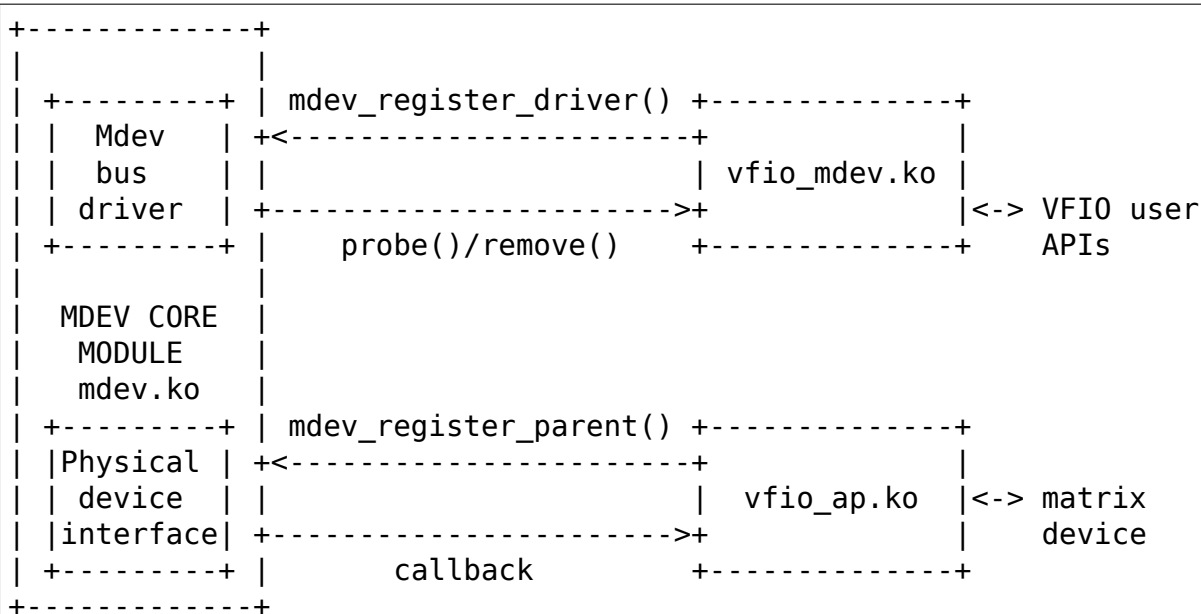 +-------------+
|             |
| +---------+ | mdev_register_driver() +--------------+
| |  Mdev   | +<-----------------------+              |
| |  bus    | |                        | vfio_mdev.ko |
| | driver  | +----------------------->+              |<-> VFIO user
| +---------+ |    probe()/remove()    +--------------+    APIs
|             |
|  MDEV CORE  |
|   MODULE    |
|   mdev.ko   |
| +---------+ | mdev_register_parent() +--------------+
| |Physical | +<-----------------------+              |
| | device  | |                        |  vfio_ap.ko  |<-> matrix
| |interface| +----------------------->+              |    device
| +---------+ |       callback         +--------------+
+-------------+